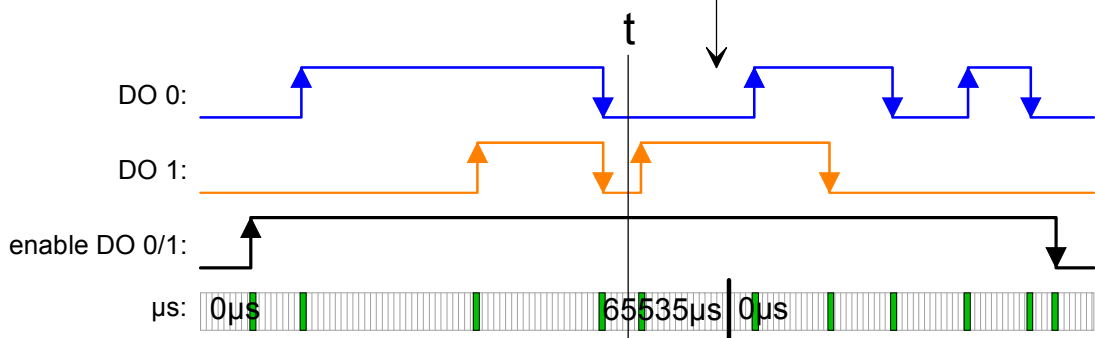 t
DO 0:
DO 1:
enable DO 0/1:
µs: 0µs 65535µs 0µs